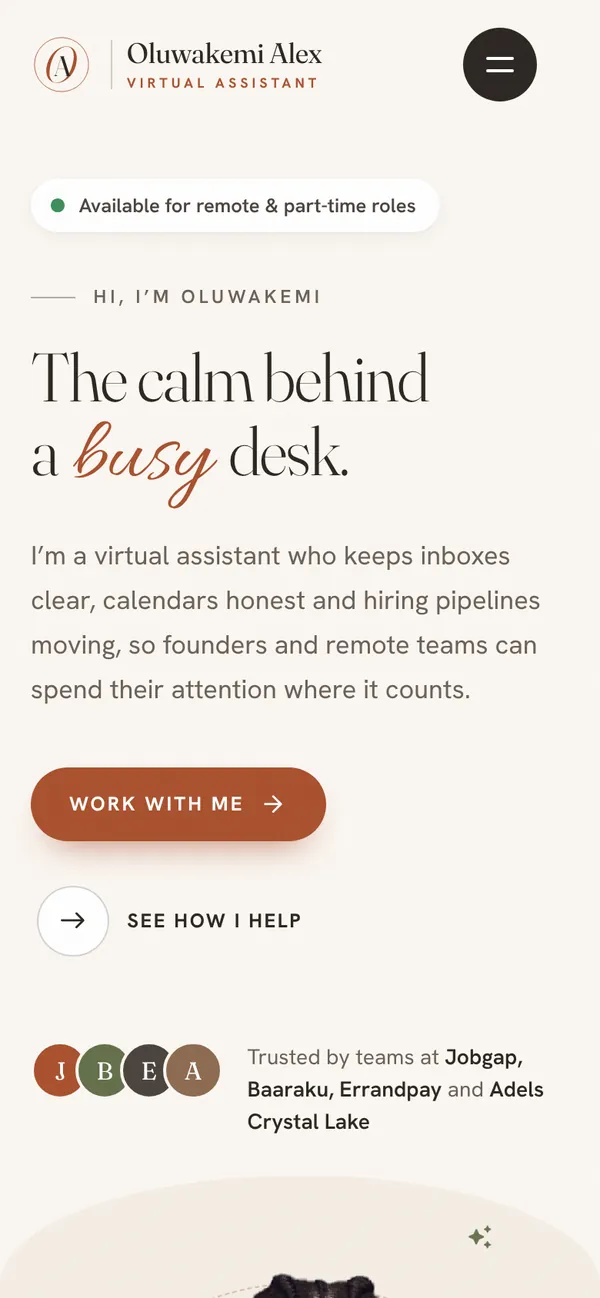 Oluwakemi Alex
VIRTUAL ASSISTANT
Available for remote & part-time roles
HI, I’M OLUWAKEMI
The calm behind
a busy desk.
I’m a virtual assistant who keeps inboxes
clear, calendars honest and hiring pipelines
moving, so founders and remote teams can
spend their attention where it counts.
WORK WITH ME
SEE HOW I HELP
J B E A
Trusted by teams at Jobgap,
Baaraku, Errandpay and Adels
Crystal Lake